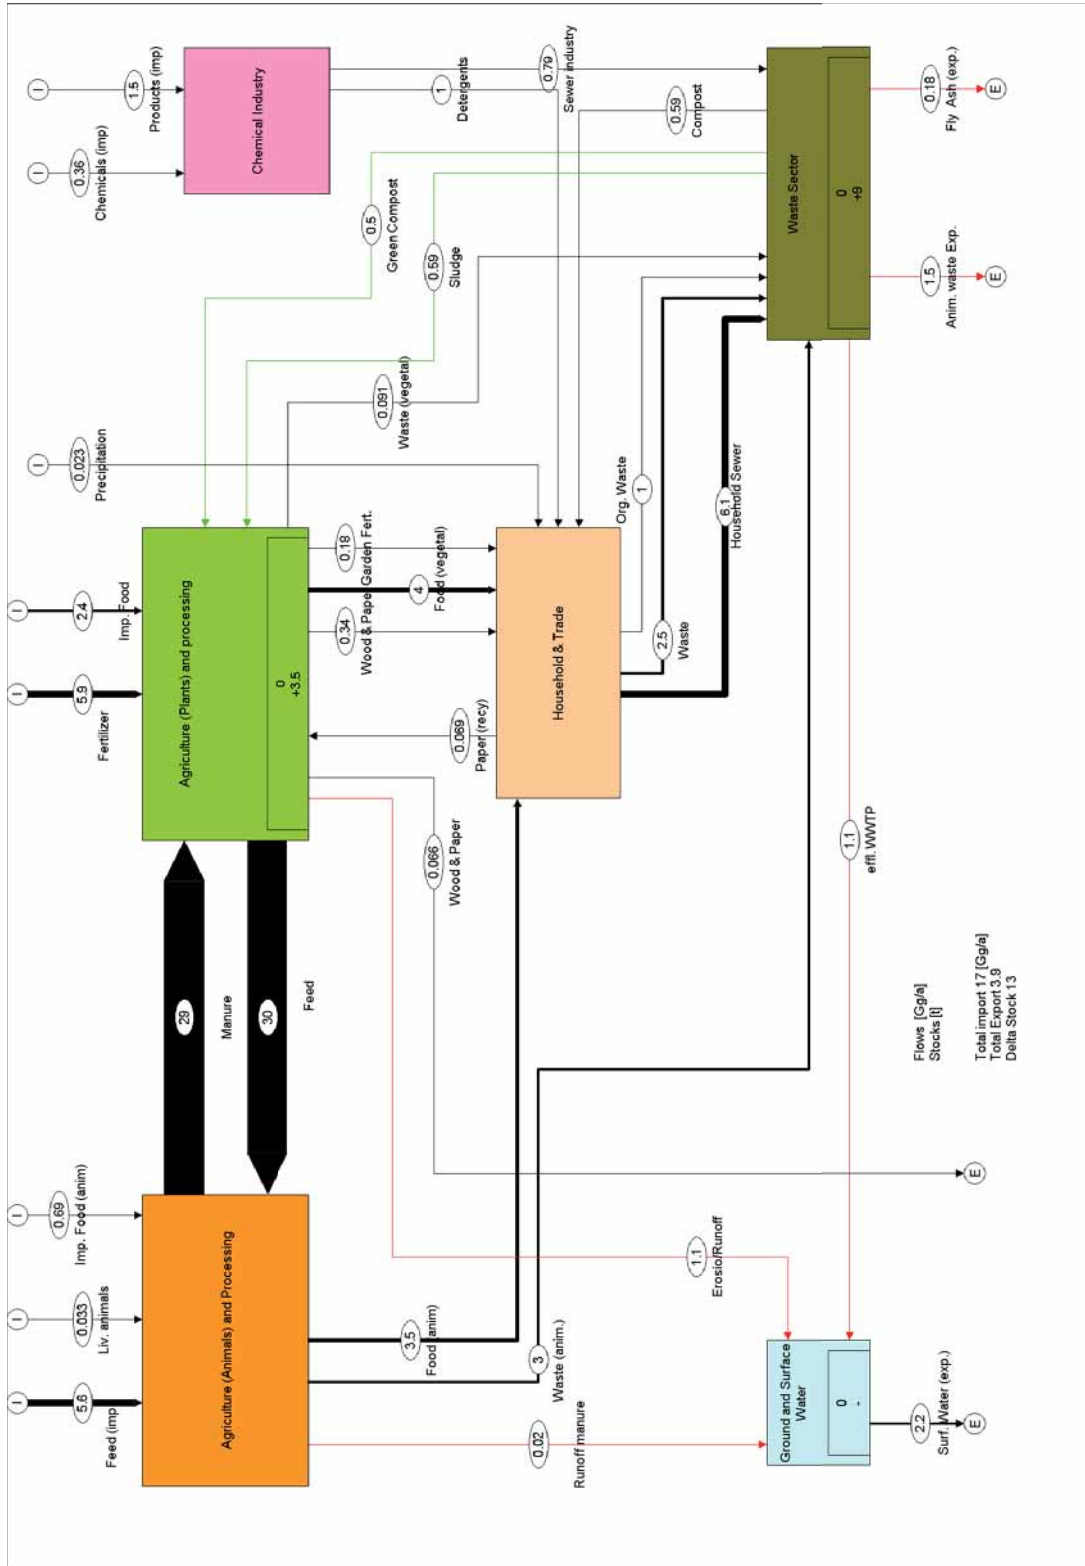 I
I
I
I
I
I
I
I
5.6
Feed (imp
0.033
Liv. animals
0.69
Imp. Food (anim)
5.9
Fertilizer
2.4
Imp. Food
0.023
Precipitation
0.36
Chemicals (imp)
1.5
Products (imp)
Agriculture (Animals) and Processing
29
Manure
30
Feed
Agriculture (Plants) and processing
0
+3.5
Chemical Industry
0.5
Green Compost
0.59
Sludge
1
Detergents
0.79
Sewer industry
0.091
Waste (vegetal)
0.18
Garden Fert.
0.34
Wood & Paper
4
Food (vegetal)
0.069
Paper (recy)
0.066
Wood & Paper
3.5
Food (anim)
3
Waste (anim.)
0.02
Runoff manure
Household & Trade
Org. Waste
1
2.5
Waste
6.1
Household Sewer
0.59
Compost
1.1
Erosio/Runoff
Ground and Surface
Water
0
-
Waste Sector
0
+9
1.1
effl. WWTP
2.2
Surf. Water (exp.)
E
E
1.5
Anim. waste Exp.
E
0.18
Fly Ash (exp.)
E
Flows [Gg/a]
Stocks [t]
Total import 17 [Gg/a]
Total Export 3.9
Delta Stock 13